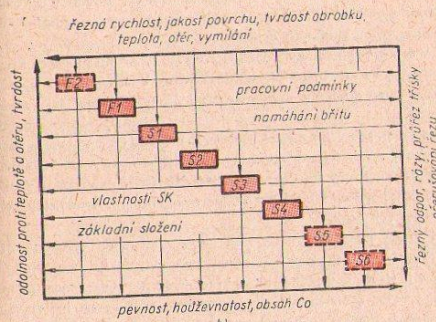 řezná rychlost, jakost povrchu, tvrdost obrobku,
teplota, otěr, vymílání
odolnost proti teplotě a otěru, tvrdost
F2
pracovní podmínky
F1
namáhání břitu
S1
S2
S3
vlastnosti SK
S4
základní složení
S5
S6
řezný odpor, rázy, průřez třísky
přerušování řezu
pevnost, houževnatost, obsah Co